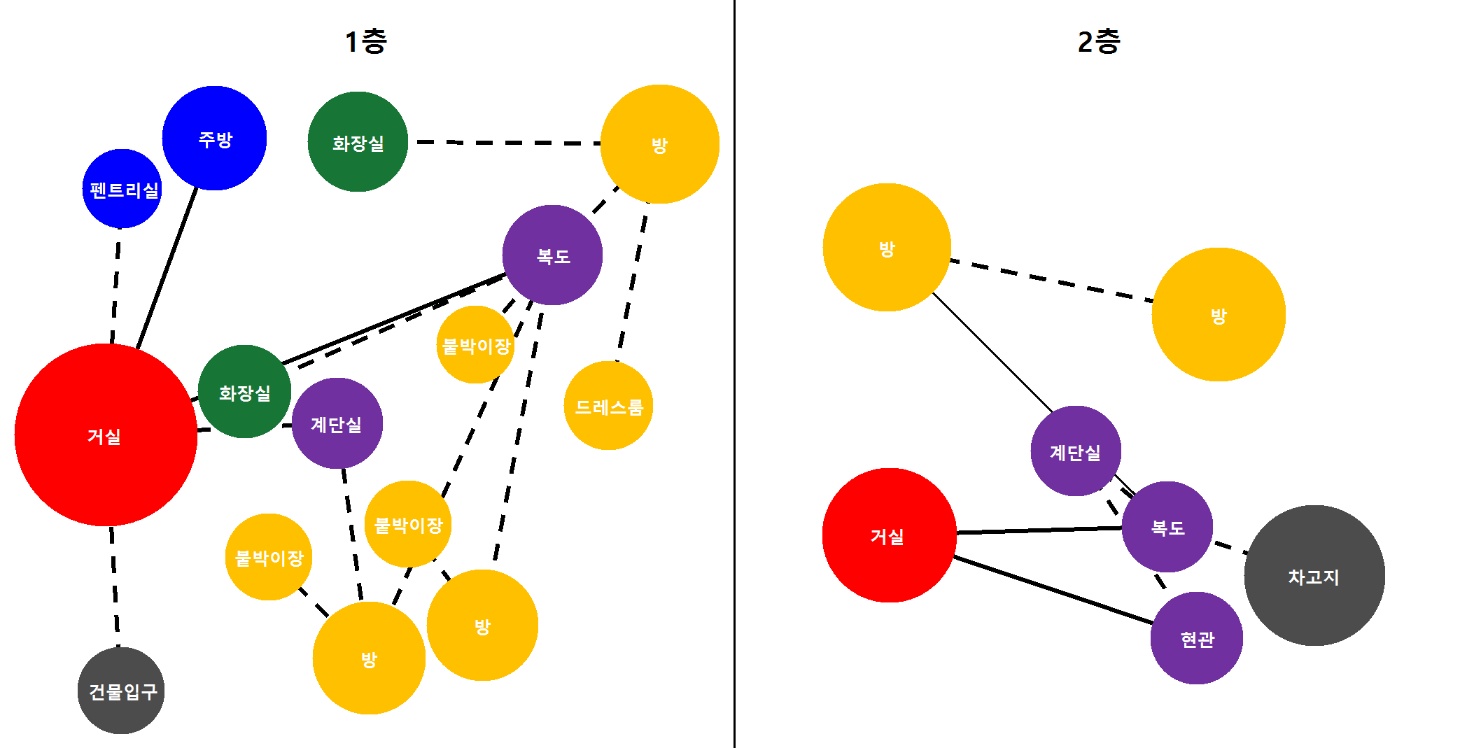 1층
주방
화장실
방
펜트리실
복도
붙박이장
화장실
드레스룸
계단실
거실
붙박이장
붙박이장
방
방
건물입구
2층
방
방
계단실
복도
거실
차고지
현관